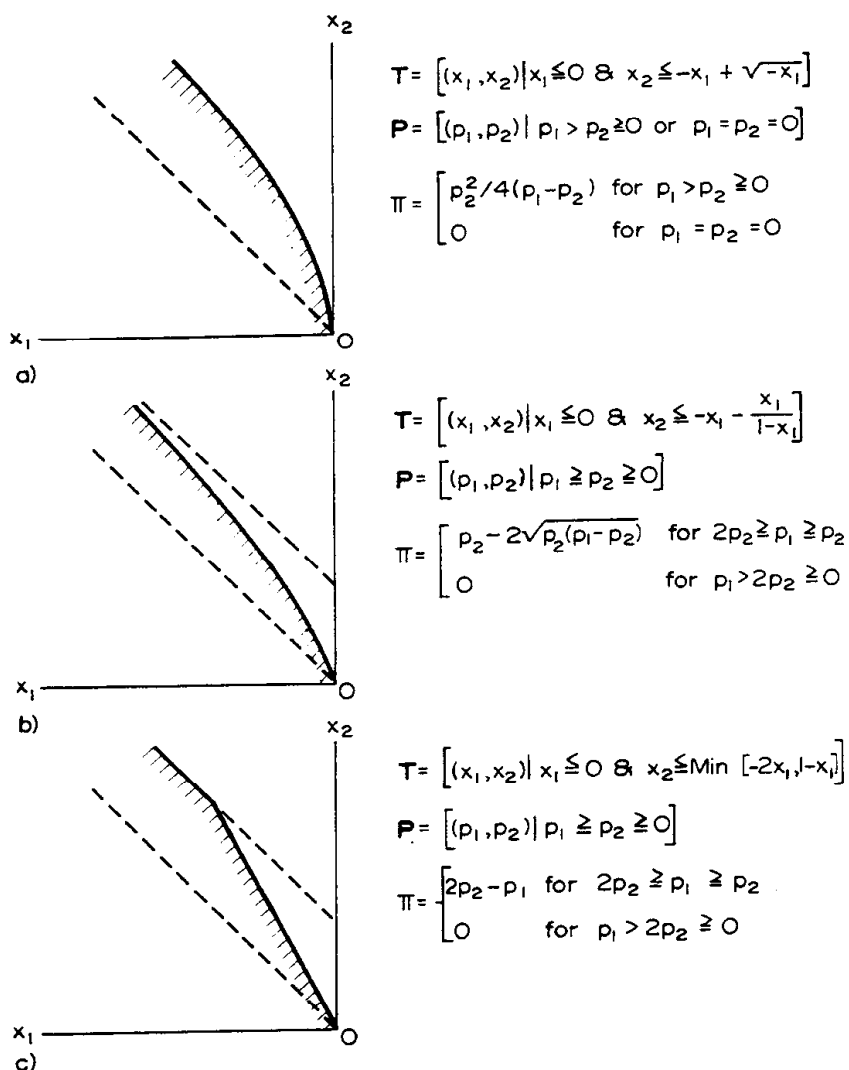 x₂
T = [(x₁,x₂)|x₁≦0 & x₂≦-x₁ + √-x₁]
P = [(p₁,p₂)| p₁ > p₂≧0 or p₁=p₂=0]
Π = [p₂²/4(p₁-p₂) for p₁>p₂≧0
0 for p₁=p₂=0
x₁ O
a)
x₂
T = [(x₁,x₂)|x₁≦0 & x₂≦-x₁ - x₁/(1-x₁)]
P = [(p₁,p₂)| p₁ ≧ p₂ ≧ 0]
Π = [p₂-2√p₂(p₁-p₂) for 2p₂≧p₁≧p₂
0 for p₁>2p₂≧0
x₁ O
b)
x₂
T = [(x₁,x₂)| x₁≦0 & x₂≦Min [-2x₁,1-x₁]]
P = [(p₁,p₂)| p₁ ≧ p₂ ≧ 0]
Π = [2p₂-p₁ for 2p₂ ≧ p₁ ≧ p₂
0 for p₁ > 2p₂ ≧ 0
x₁ O
c)